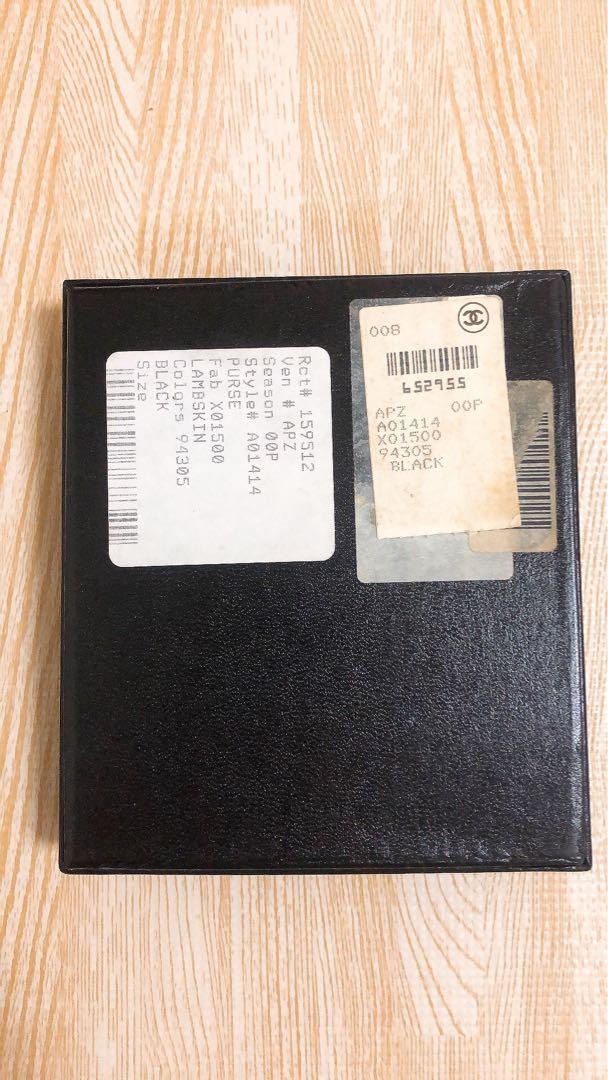 Rct# 159512
Ven # APZ
Season 00P
Style# A01414
PURSE
Fab X01500
LAMBSKIN
Colqrs 94305
BLACK
Size
008
652955
APZ 00P
A01414
X01500
94305
BLACK